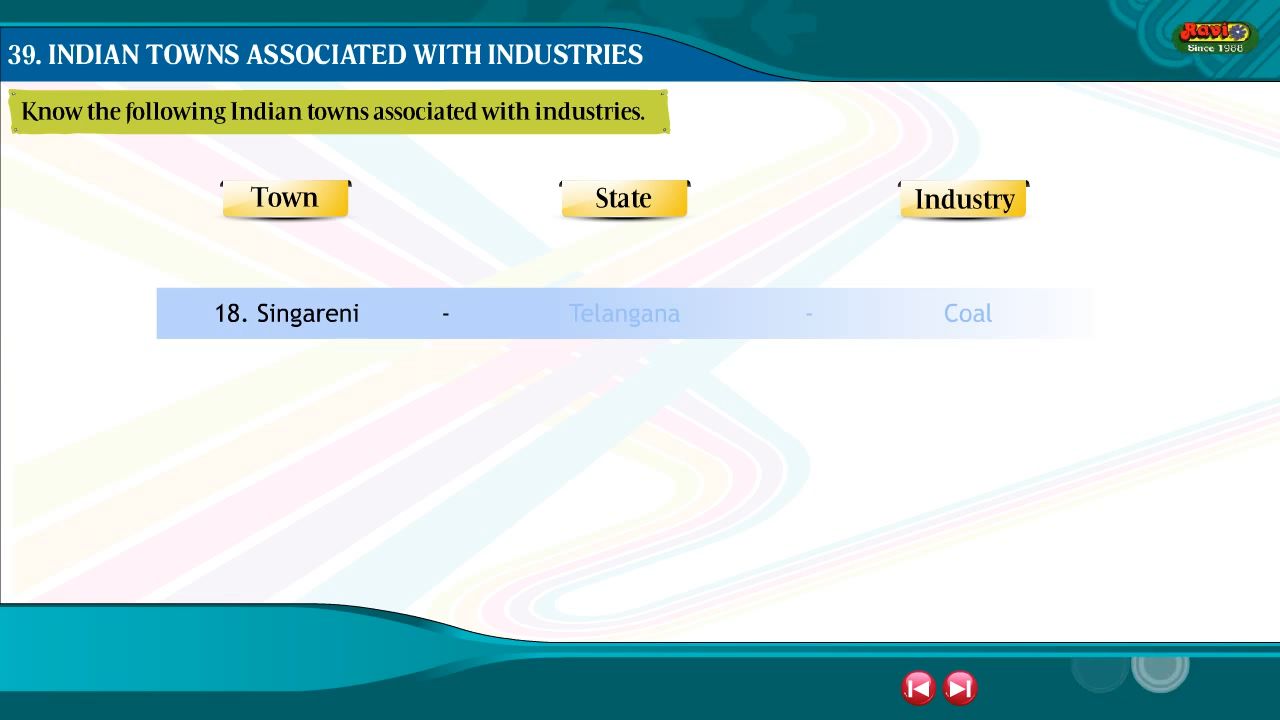 39. INDIAN TOWNS ASSOCIATED WITH INDUSTRIES
Ravi
Since 1988
Know the following Indian towns associated with industries.
Town State Industry
18. Singareni - Telangana - Coal